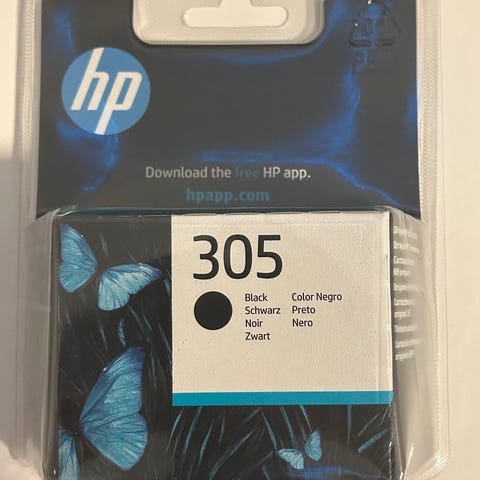 hp
Download the free HP app.
hpapp.com
305
Black Color Negro
Schwarz Preto
Noir Nero
Zwart